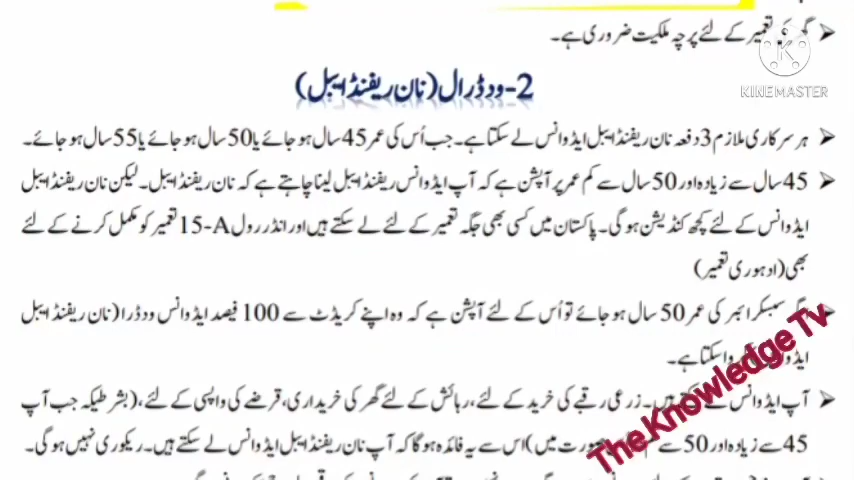 گھر کی تعمیر کے لئے پرچہ ملکیت ضروری ہے۔
KINEMASTER
2-ودڈرال (نان ریفنڈ ایبل)
ہر سرکاری ملازم 3 دفعہ نان ریفنڈ ایبل ایڈوانس لے سکتا ہے۔ جب اُس کی عمر 45 سال ہو جائے یا 50 سال ہو جائے یا 55 سال ہو جائے۔
45 سال سے زیادہ اور 50 سال سے کم عمر پر آپشن ہے کہ آپ ایڈوانس ریفنڈ ایبل لینا چاہتے ہے کہ نان ریفنڈ ایبل۔ لیکن نان ریفنڈ ایبل
ایڈوانس کے لئے کچھ کنڈیشن ہو گی۔ پاکستان میں کسی بھی جگہ تعمیر کے لئے لے سکتے ہیں اور انڈر رول 15-A تعمیر کو مکمل کرنے کے لئے
بھی (ادھوری تعمیر)
سبسکرائبر کی عمر 50 سال ہو جائے تو اُس کے لئے آپشن ہے کہ وہ اپنے کریڈٹ سے 100 فیصد ایڈوانس ودڈرا (نان ریفنڈ ایبل
سکتا ہے۔
آپ ایڈوانس لے سکتے ہیں۔ زرعی رقبے کی خرید کے لئے، رہائش کے لئے گھر کی خریداری، قرضے کی واپسی کے لئے، (بشرطیکہ جب آپ
45 سے زیادہ اور 50 سے صورت میں) اس سے یہ فائدہ ہو گا کہ آپ نان ریفنڈ ایبل ایڈوانس لے سکتے ہیں۔ ریکوری نہیں ہو گی۔
The Knowledge Tv